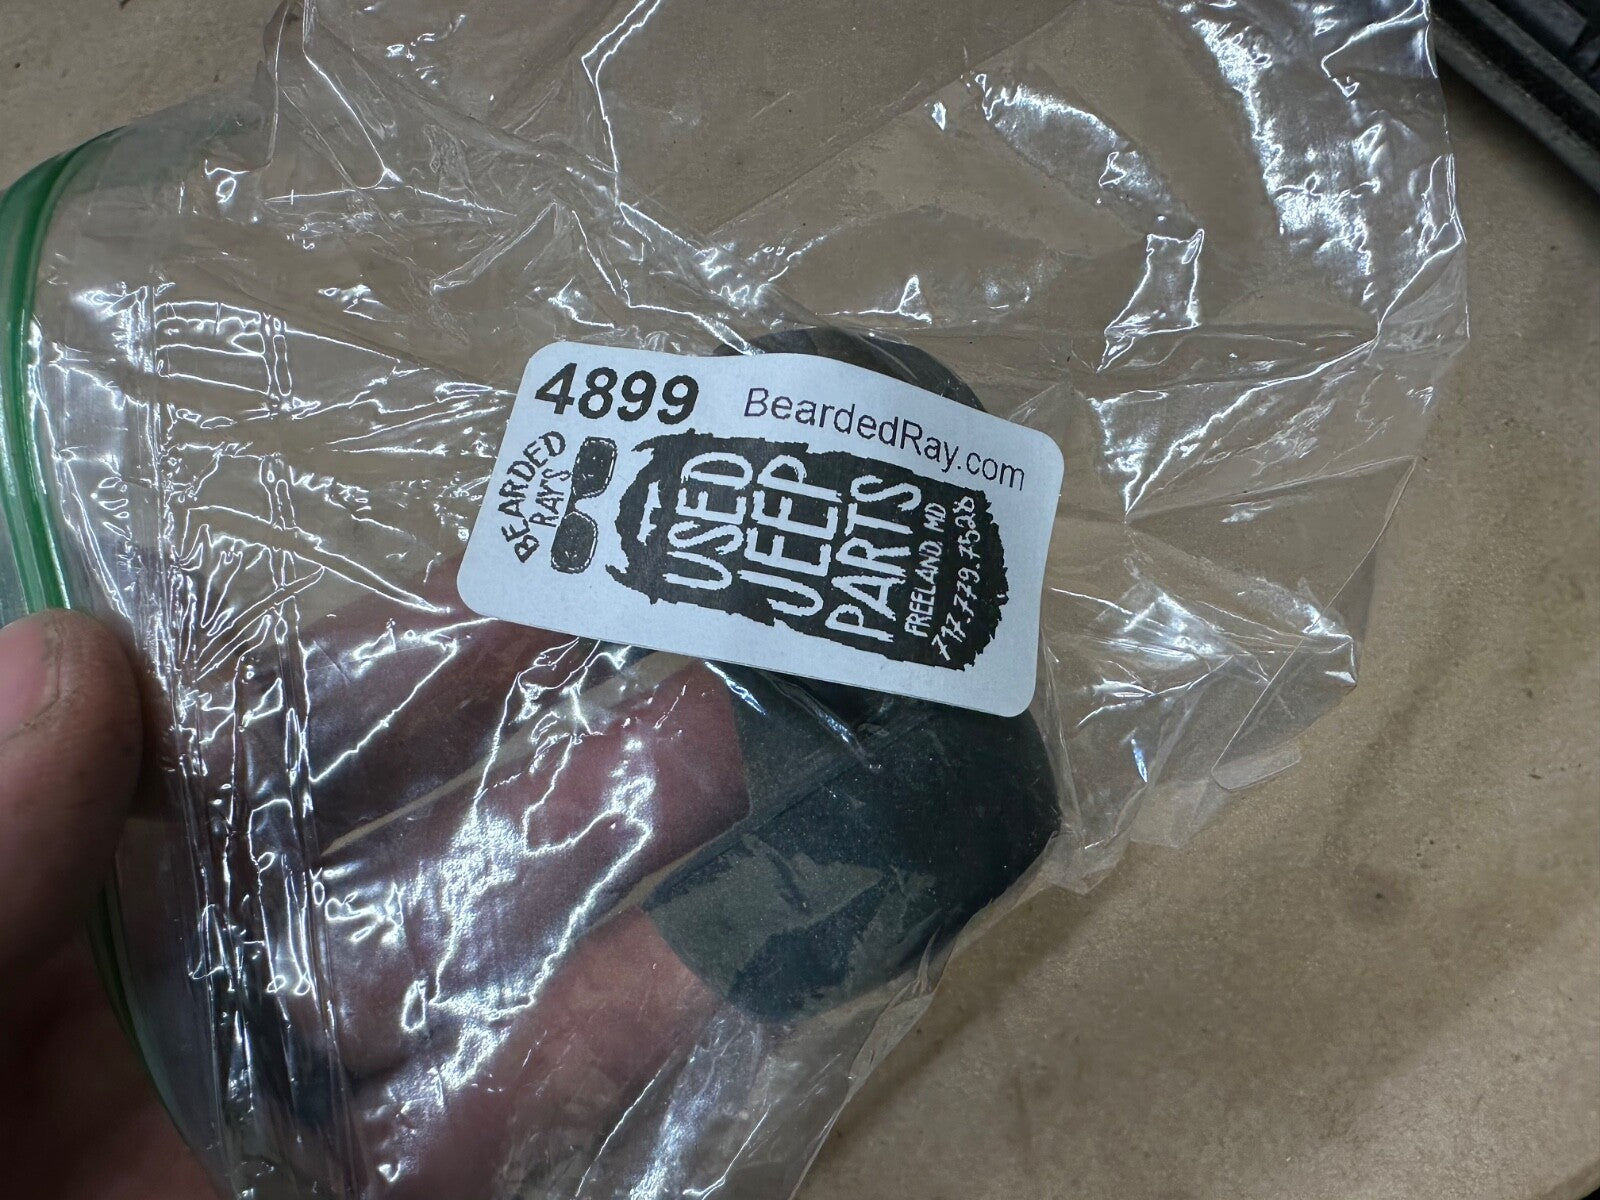 4899
BeardedRay.com
BEARDED
RAY'S
USED
JEEP
PARTS
FREELAND, MD
717.779.7528